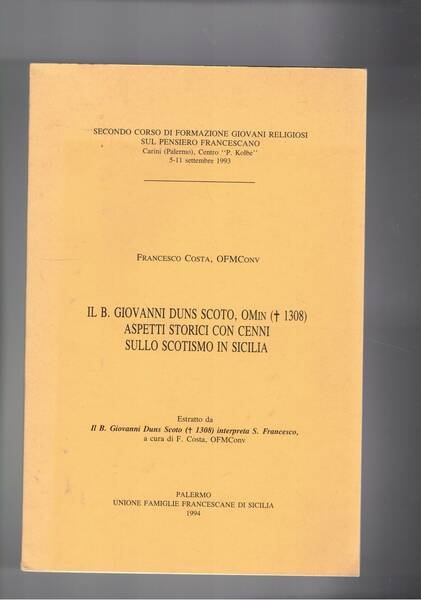 SECONDO CORSO DI FORMAZIONE GIOVANI RELIGIOSI
SUL PENSIERO FRANCESCANO
Carini (Palermo), Centro "P. Kolbe"
5-11 settembre 1993
FRANCESCO COSTA, OFMCONV
IL B. GIOVANNI DUNS SCOTO, OMIN († 1308)
ASPETTI STORICI CON CENNI
SULLO SCOTISMO IN SICILIA
Estratto da
Il B. Giovanni Duns Scoto († 1308) interpreta S. Francesco,
a cura di F. Costa, OFMConv
PALERMO
UNIONE FAMIGLIE FRANCESCANE DI SICILIA
1994